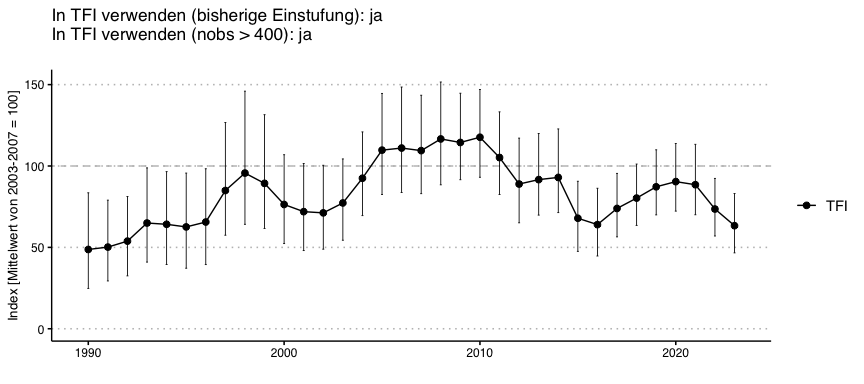 In TFI verwenden (bisherige Einstufung): ja
In TFI verwenden (nobs > 400): ja
Index [Mittelwert von 2003-2007 = 100]
150
100
50
0
1990
2000
2010
2020
TFI